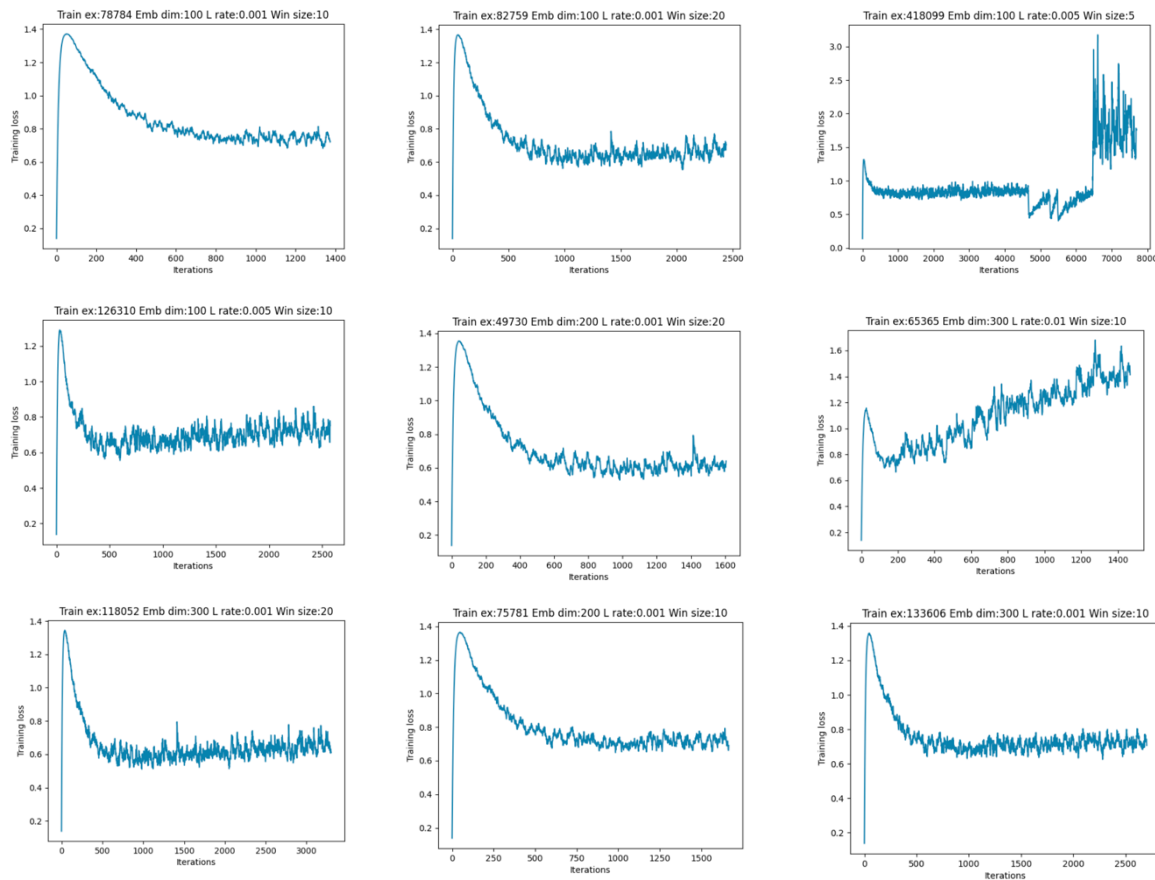 Train ex:78784 Emb dim:100 L rate:0.001 Win size:10
1.4
1.2
1.0
0.8
0.6
0.4
0.2
Training loss
0 200 400 600 800 1000 1200 1400
Iterations
Train ex:82759 Emb dim:100 L rate:0.001 Win size:20
1.4
1.2
1.0
0.8
0.6
0.4
0.2
Training loss
0 500 1000 1500 2000 2500
Iterations
Train ex:418099 Emb dim:100 L rate:0.005 Win size:5
3.0
2.5
2.0
1.5
1.0
0.5
0.0
Training loss
0 1000 2000 3000 4000 5000 6000 7000 8000
Iterations
Train ex:126310 Emb dim:100 L rate:0.005 Win size:10
1.2
1.0
0.8
0.6
0.4
0.2
Training loss
0 500 1000 1500 2000 2500
Iterations
Train ex:49730 Emb dim:200 L rate:0.001 Win size:20
1.4
1.2
1.0
0.8
0.6
0.4
0.2
Training loss
0 200 400 600 800 1000 1200 1400 1600
Iterations
Train ex:65365 Emb dim:300 L rate:0.01 Win size:10
1.6
1.4
1.2
1.0
0.8
0.6
0.4
0.2
Training loss
0 200 400 600 800 1000 1200 1400
Iterations
Train ex:118052 Emb dim:300 L rate:0.001 Win size:20
1.4
1.2
1.0
0.8
0.6
0.4
0.2
Training loss
0 500 1000 1500 2000 2500 3000
Iterations
Train ex:75781 Emb dim:200 L rate:0.001 Win size:10
1.4
1.2
1.0
0.8
0.6
0.4
0.2
Training loss
0 250 500 750 1000 1250 1500
Iterations
Train ex:133606 Emb dim:300 L rate:0.001 Win size:10
1.4
1.2
1.0
0.8
0.6
0.4
0.2
Training loss
0 500 1000 1500 2000 2500
Iterations